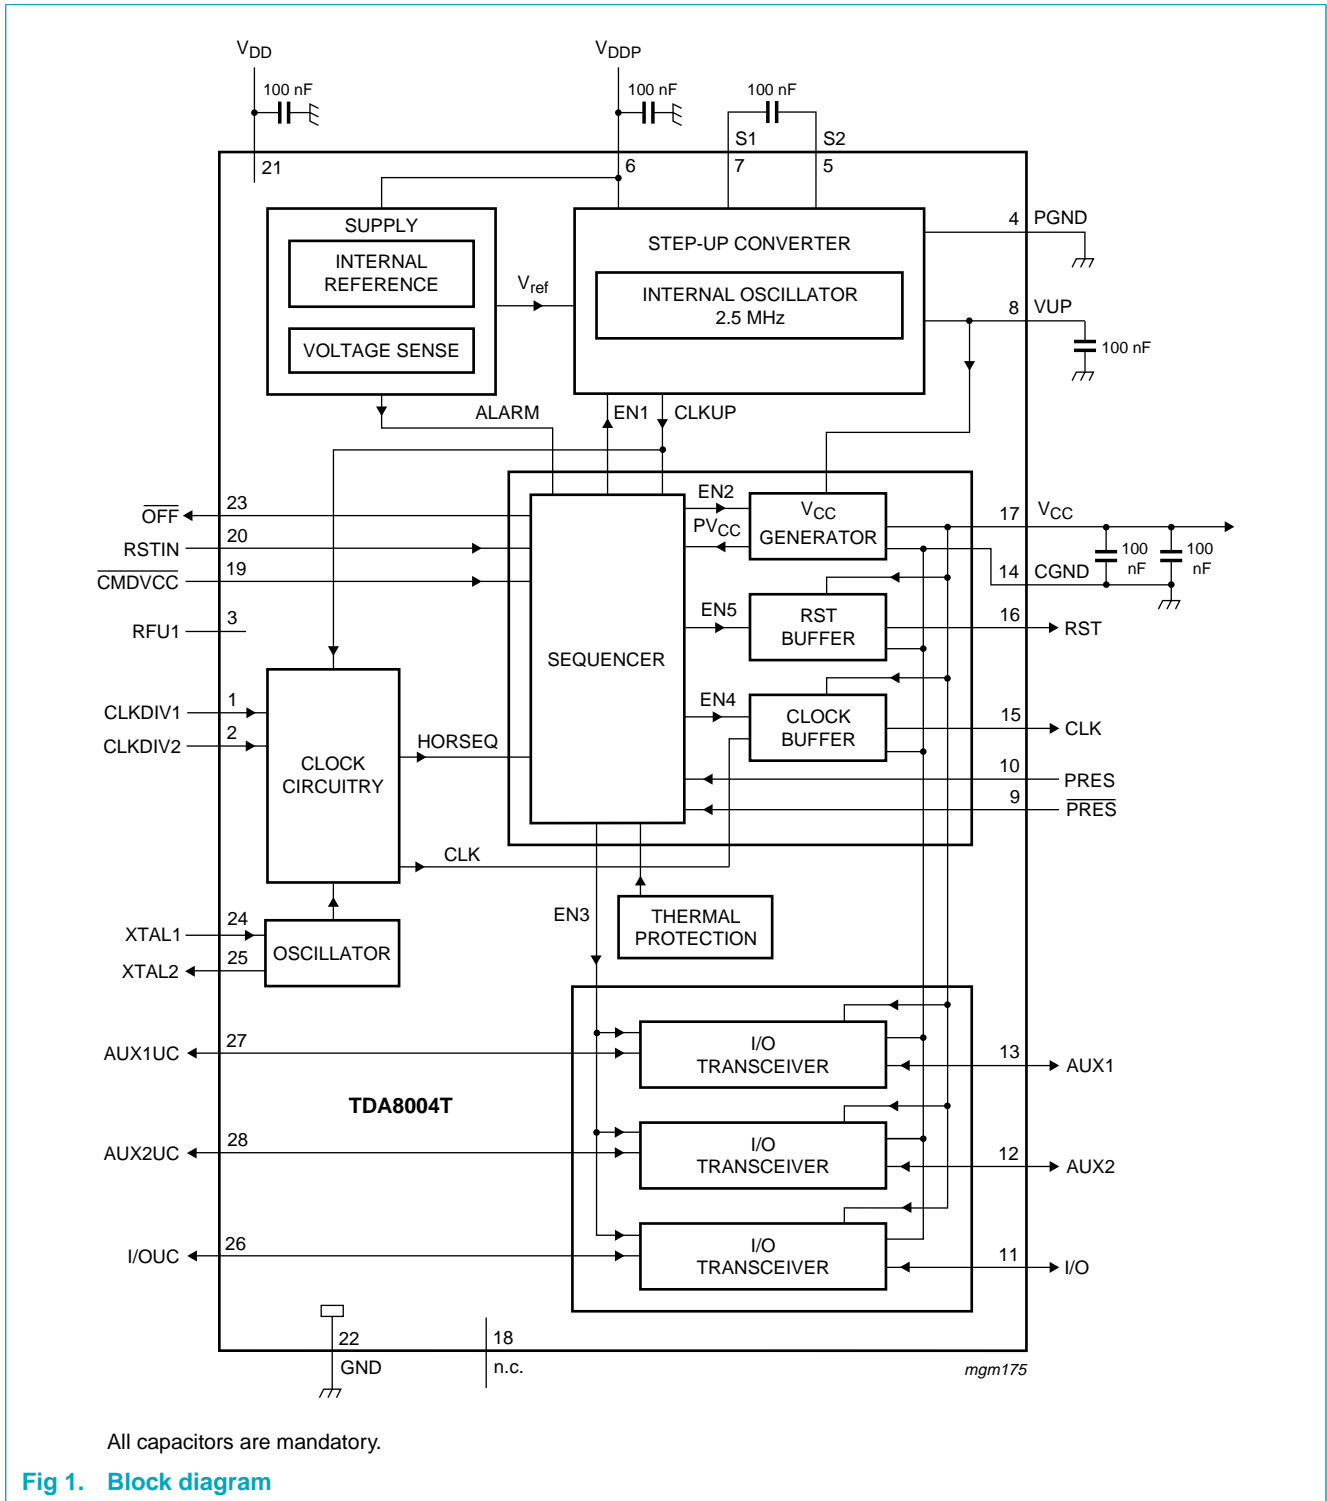 VDD
VDDP
100 nF
100 nF
100 nF
S1
S2
21
6
7
5
SUPPLY
INTERNAL
REFERENCE
VOLTAGE SENSE
Vref
STEP-UP CONVERTER
INTERNAL OSCILLATOR
2.5 MHz
4
PGND
8
VUP
100 nF
ALARM
EN1
CLKUP
OFF
23
RSTIN
20
CMDVCC
19
RFU1
3
EN2
PVCC
VCC
GENERATOR
17
VCC
100
nF
100
nF
14
CGND
EN5
RST
BUFFER
16
RST
SEQUENCER
CLKDIV1
1
CLKDIV2
2
CLOCK
CIRCUITRY
HORSEQ
EN4
CLOCK
BUFFER
15
CLK
10
PRES
9
PRES
CLK
EN3
THERMAL
PROTECTION
XTAL1
24
XTAL2
25
OSCILLATOR
AUX1UC
27
I/O
TRANSCEIVER
13
AUX1
TDA8004T
AUX2UC
28
I/O
TRANSCEIVER
12
AUX2
I/OUC
26
I/O
TRANSCEIVER
11
I/O
22
GND
18
n.c.
mgm175
All capacitors are mandatory.
Fig 1. Block diagram